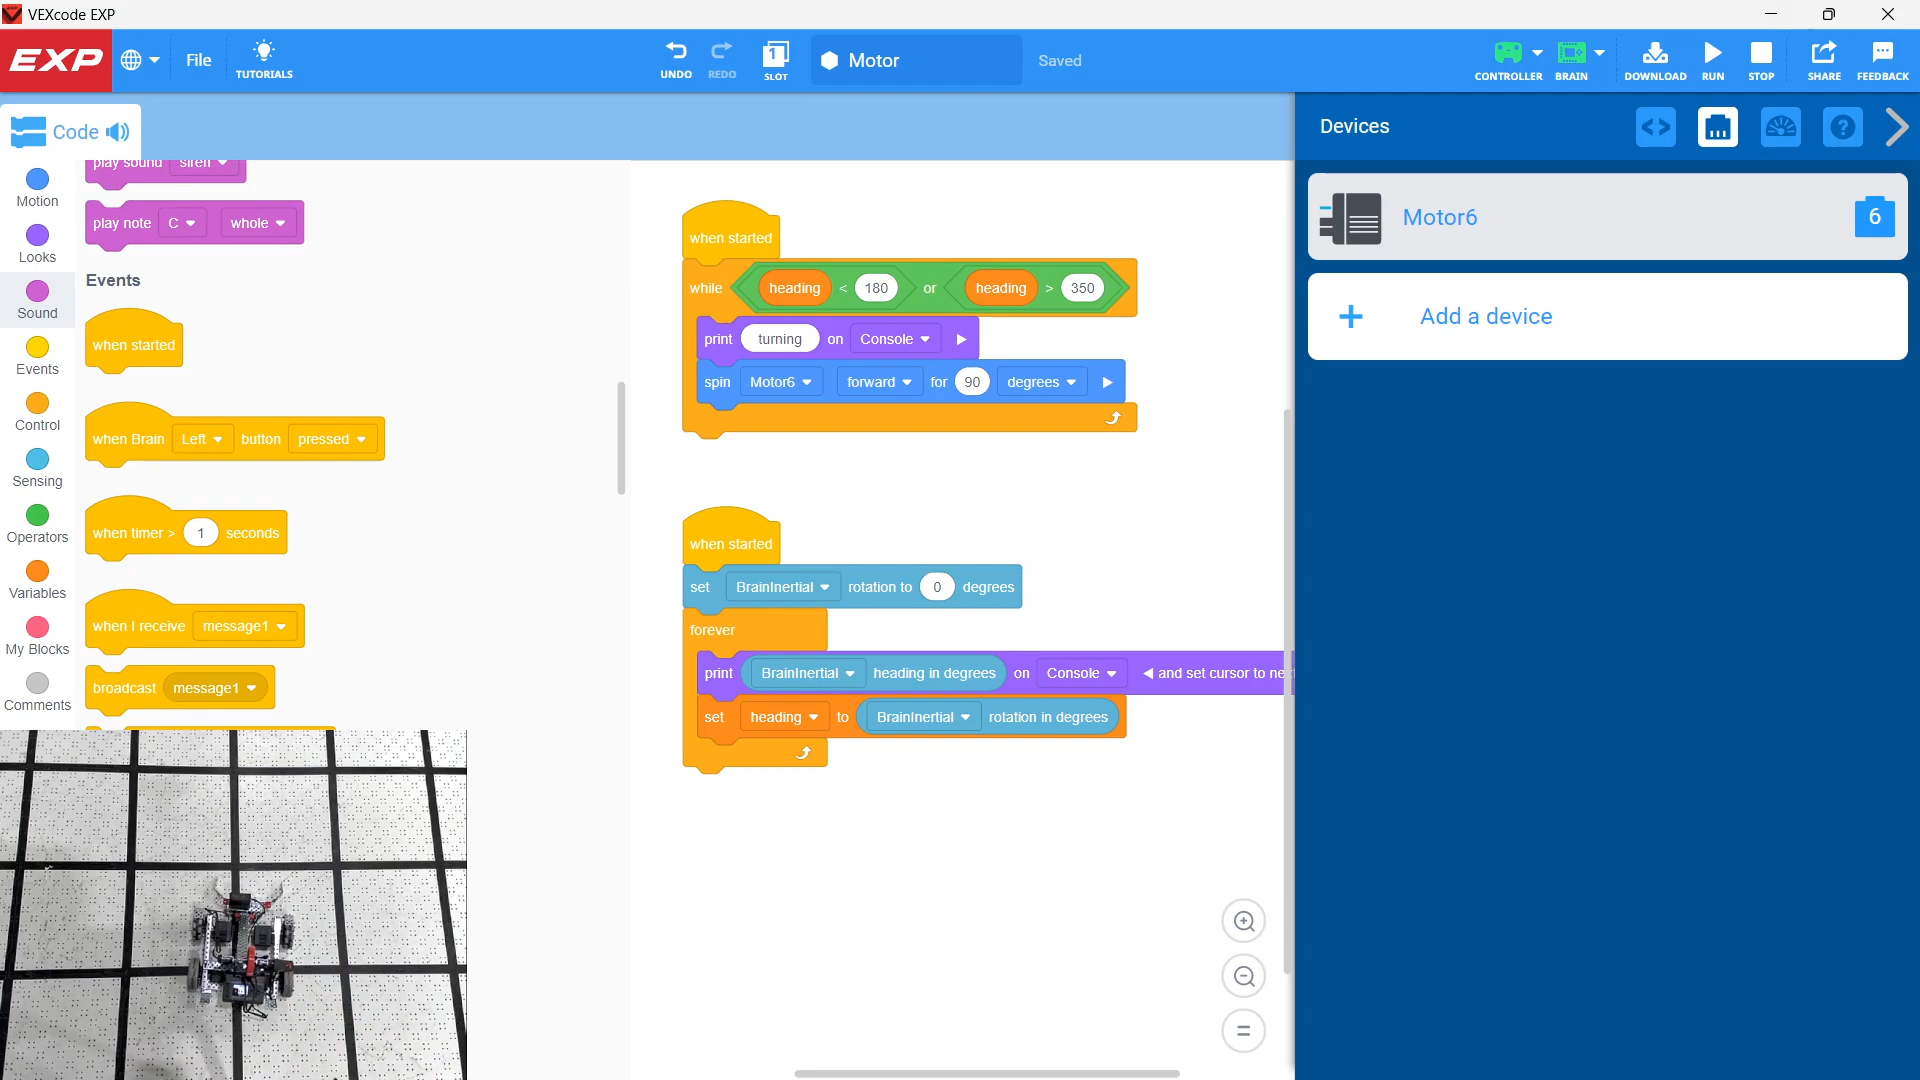 VEXcode EXP
EXP
File
TUTORIALS
UNDO
REDO
1
SLOT
Motor
Saved
CONTROLLER
BRAIN
DOWNLOAD
RUN
STOP
SHARE
FEEDBACK
Code
Devices
Motor6
6
Add a device
Motion
Looks
Sound
Events
Control
Sensing
Operators
Variables
My Blocks
Comments
play sound siren
play note C whole
Events
when started
when Brain Left button pressed
when timer > 1 seconds
when I receive message1
broadcast message1
when started
while heading < 180 or heading > 350
print turning on Console
spin Motor6 forward for 90 degrees
when started
set BrainInertial rotation to 0 degrees
forever
print BrainInertial heading in degrees on Console and set cursor to
set heading to BrainInertial rotation in degrees